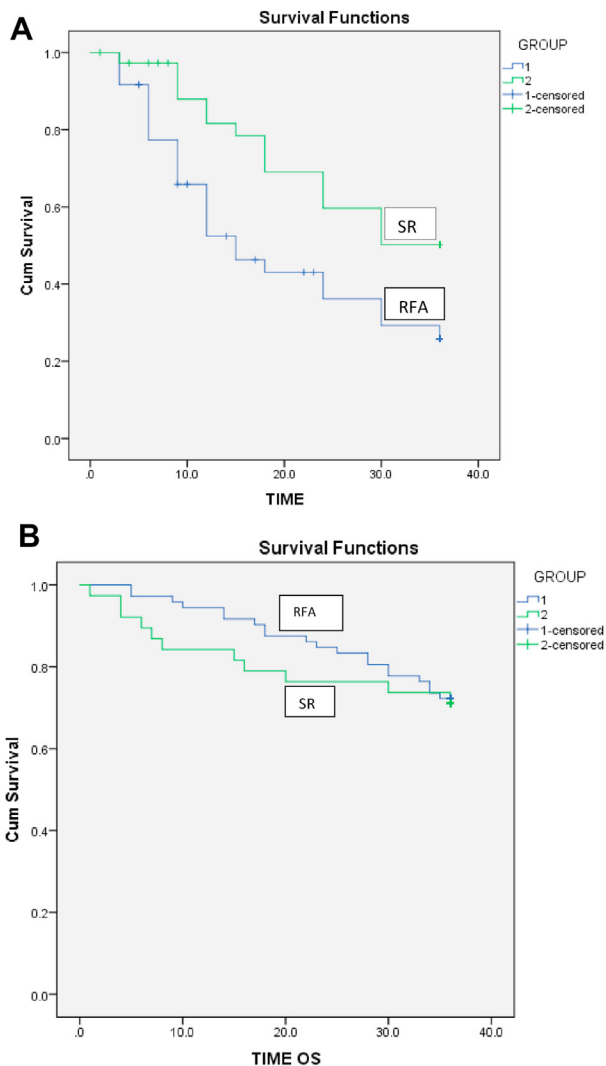 A
Survival Functions
GROUP
1
2
1-censored
2-censored
1.0
0.8
0.6
0.4
0.2
0.0
Cum Survival
SR
RFA
.0 10.0 20.0 30.0 40.0
TIME
B
Survival Functions
GROUP
1
2
1-censored
2-censored
1.0
0.8
0.6
0.4
0.2
0.0
Cum Survival
RFA
SR
.0 10.0 20.0 30.0 40.0
TIME OS